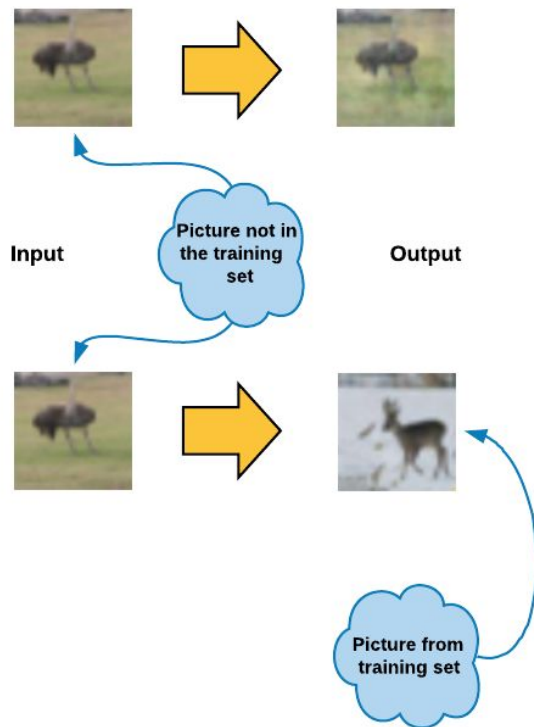 Picture not in
the training
set
Input
Output
Picture from
training set